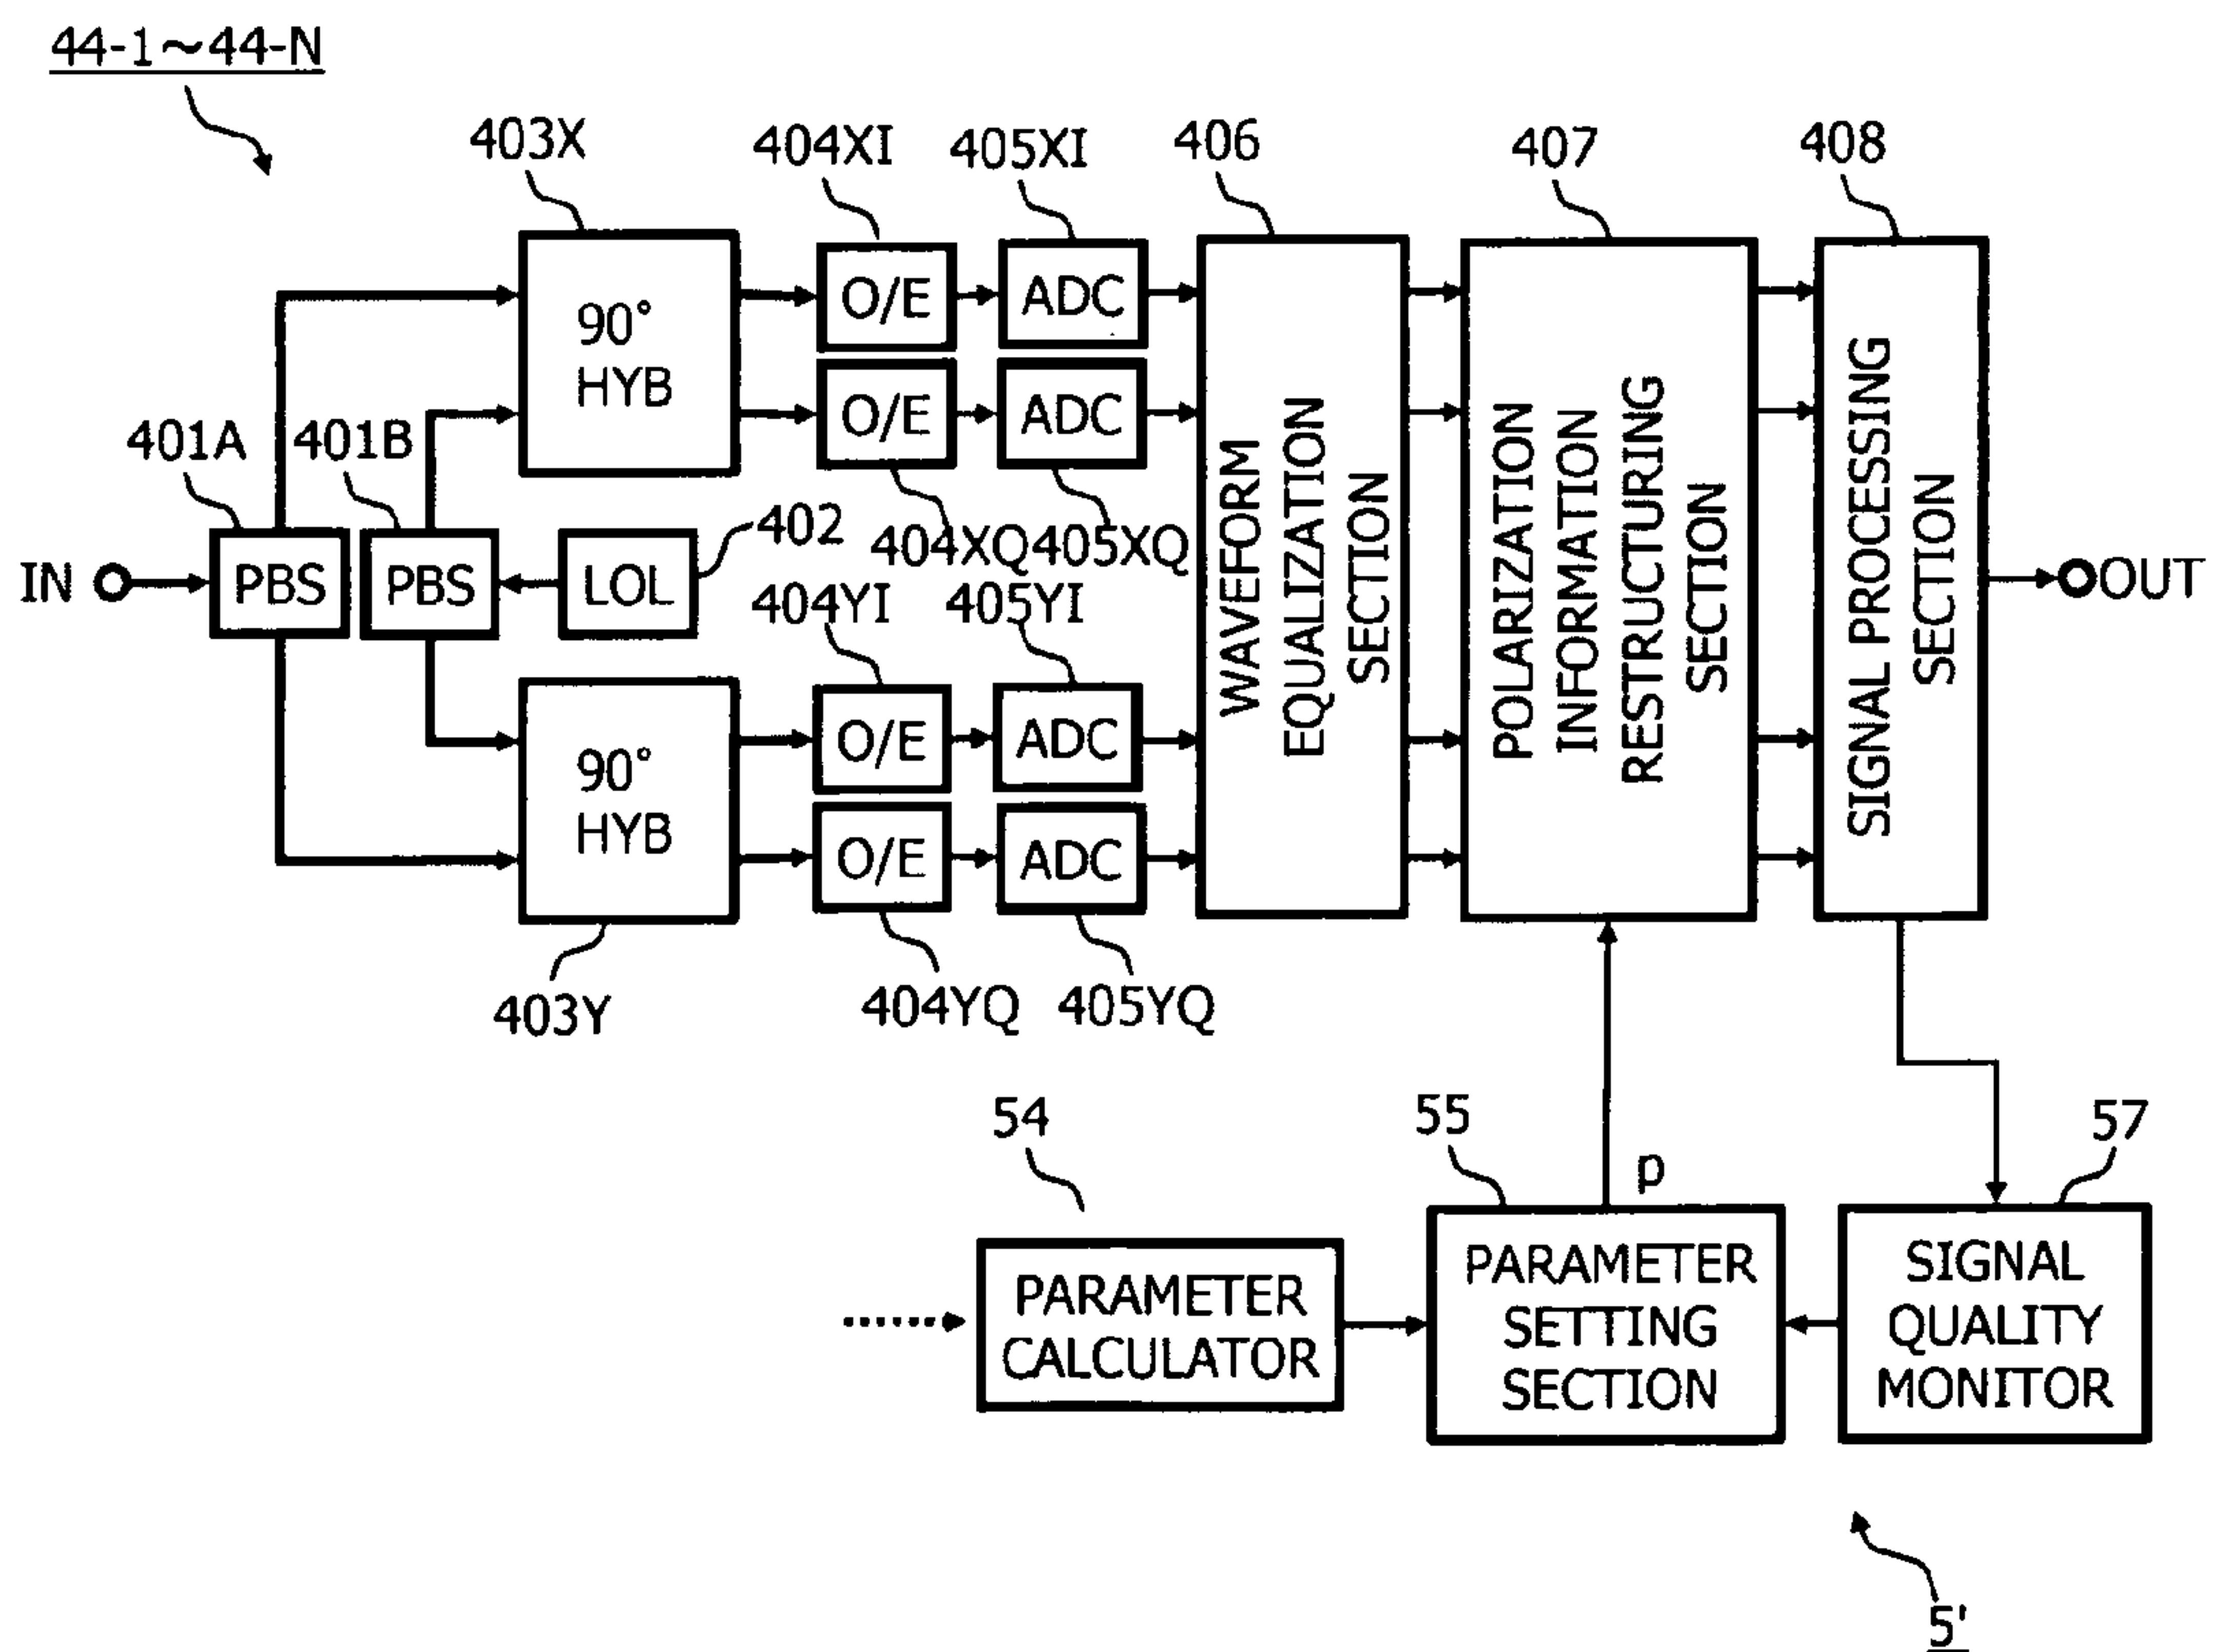 44-1~44-N
403X
404XI
405XI
406
407
408
90°
HYB
O/E
ADC
O/E
ADC
401A
401B
402
404XQ
405XQ
IN
PBS
PBS
LOL
404YI
405YI
WAVEFORM
EQUALIZATION
SECTION
POLARIZATION
INFORMATION
RESTRUCTURING
SECTION
SIGNAL PROCESSING
SECTION
OUT
90°
HYB
O/E
ADC
O/E
ADC
403Y
404YQ
405YQ
54
55
p
57
PARAMETER
CALCULATOR
PARAMETER
SETTING
SECTION
SIGNAL
QUALITY
MONITOR
5'